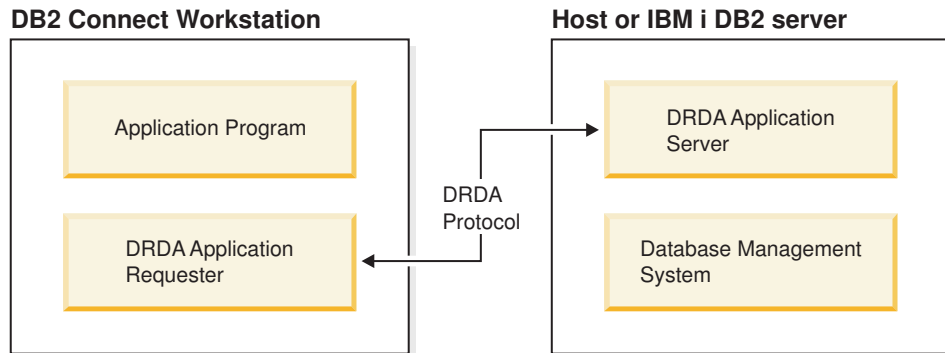 DB2 Connect Workstation
Application Program
DRDA Application
Requester
DRDA
Protocol
Host or IBM i DB2 server
DRDA Application
Server
Database Management
System